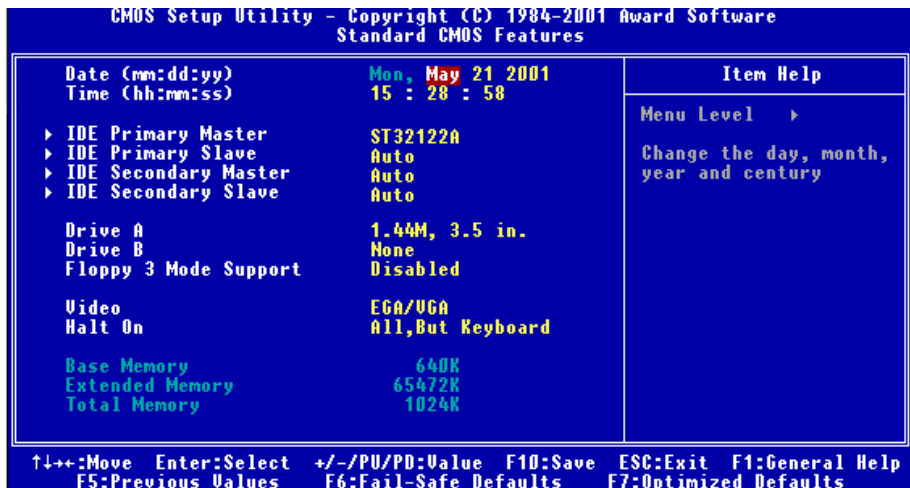 CMOS Setup Utility - Copyright (C) 1984-2001 Award Software
Standard CMOS Features
Date (mm:dd:yy) Mon, May 21 2001
Time (hh:mm:ss) 15 : 28 : 58
IDE Primary Master ST32122A
IDE Primary Slave Auto
IDE Secondary Master Auto
IDE Secondary Slave Auto
Drive A 1.44M, 3.5 in.
Drive B None
Floppy 3 Mode Support Disabled
Video EGA/VGA
Halt On All,But Keyboard
Base Memory 640K
Extended Memory 65472K
Total Memory 1024K
Item Help
Menu Level ▸
Change the day, month,
year and century
↑↓→←:Move Enter:Select +/-/PU/PD:Value F10:Save ESC:Exit F1:General Help
F5:Previous Values F6:Fail-Safe Defaults F7:Optimized Defaults